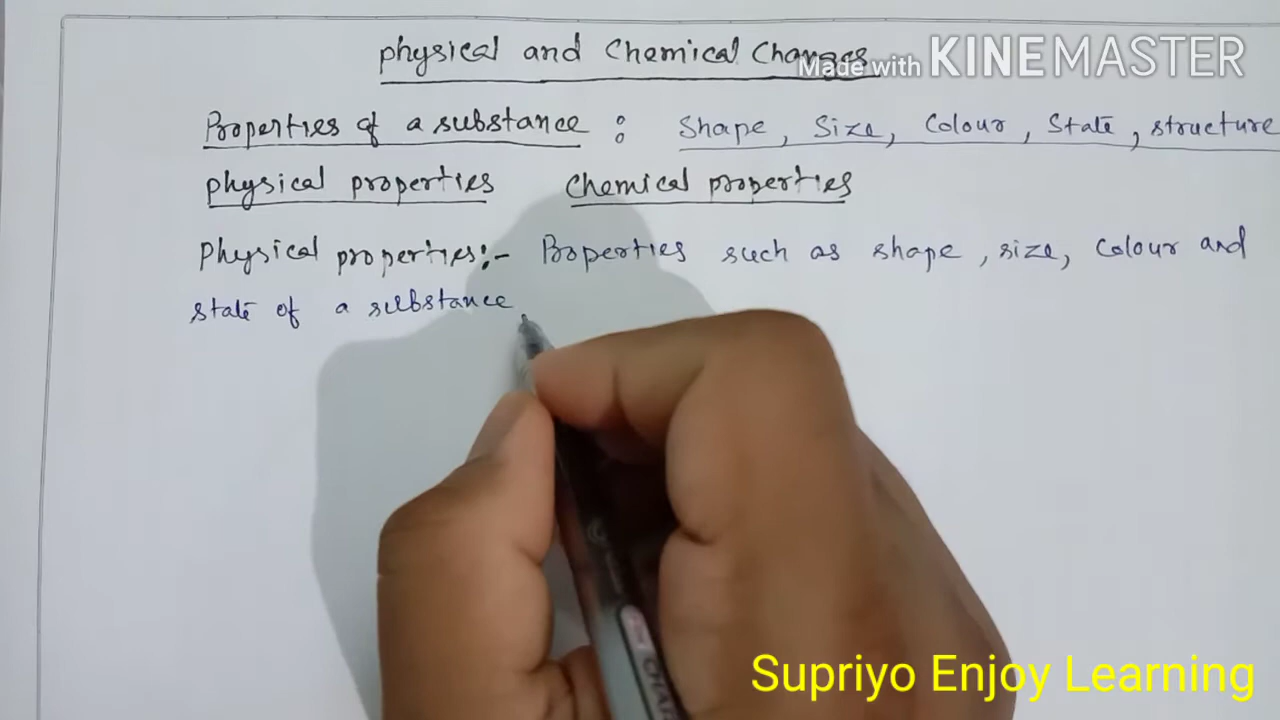 Physical and Chemical Changes
Made with KINEMASTER
Properties of a substance : Shape, Size, Colour, State, structure
physical properties Chemical properties
Physical properties:- Properties such as shape, size, colour and
state of a substance
Supriyo Enjoy Learning